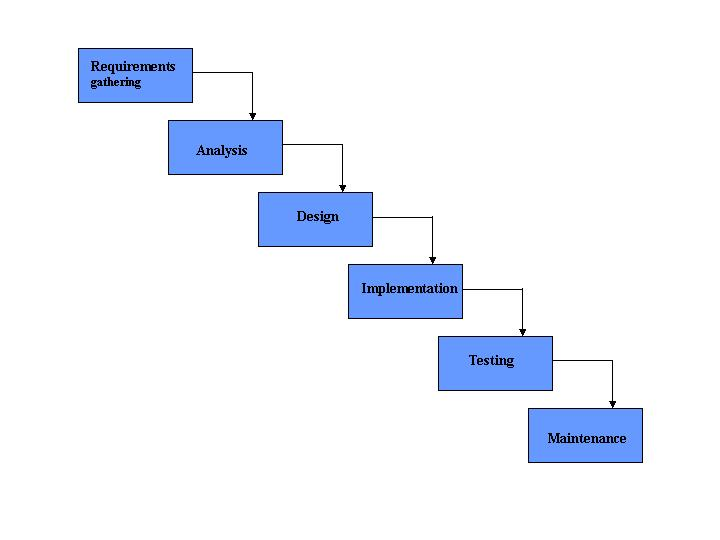 Requirements
gathering
Analysis
Design
Implementation
Testing
Maintenance